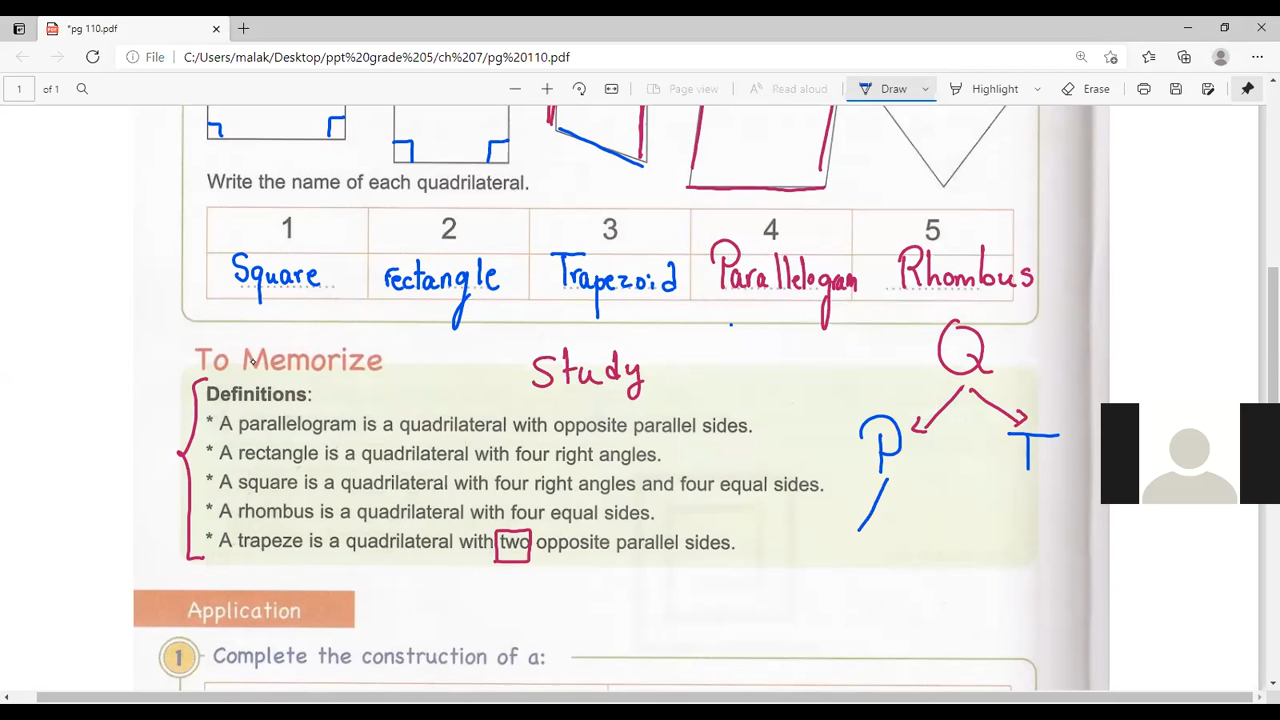 *pg 110.pdf
File C:/Users/malak/Desktop/ppt%20grade%205/ch%207/pg%20110.pdf
1 of 1 Page view Read aloud Draw Highlight Erase
Write the name of each quadrilateral.
1 2 3 4 5
Square rectangle Trapezoid Parallelogram Rhombus
To Memorize
Study
Q
P T
Definitions:
* A parallelogram is a quadrilateral with opposite parallel sides.
* A rectangle is a quadrilateral with four right angles.
* A square is a quadrilateral with four right angles and four equal sides.
* A rhombus is a quadrilateral with four equal sides.
* A trapeze is a quadrilateral with two opposite parallel sides.
Application
1 Complete the construction of a: